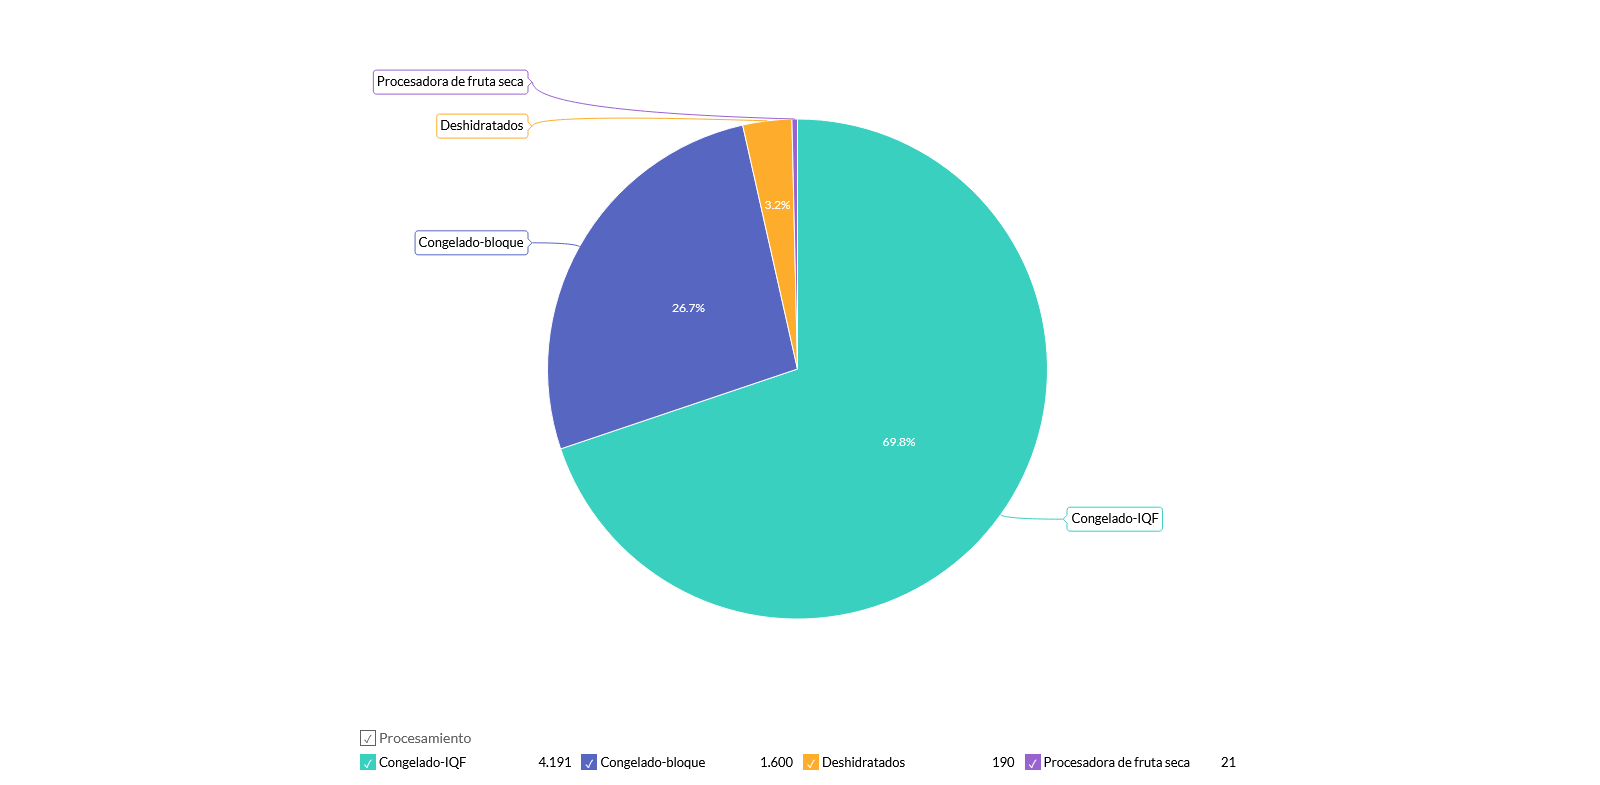 Procesadora de fruta seca
Deshidratados
3.2%
Congelado-bloque
26.7%
69.8%
Congelado-IQF
Procesamiento
Congelado-IQF 4.191 Congelado-bloque 1.600 Deshidratados 190 Procesadora de fruta seca 21